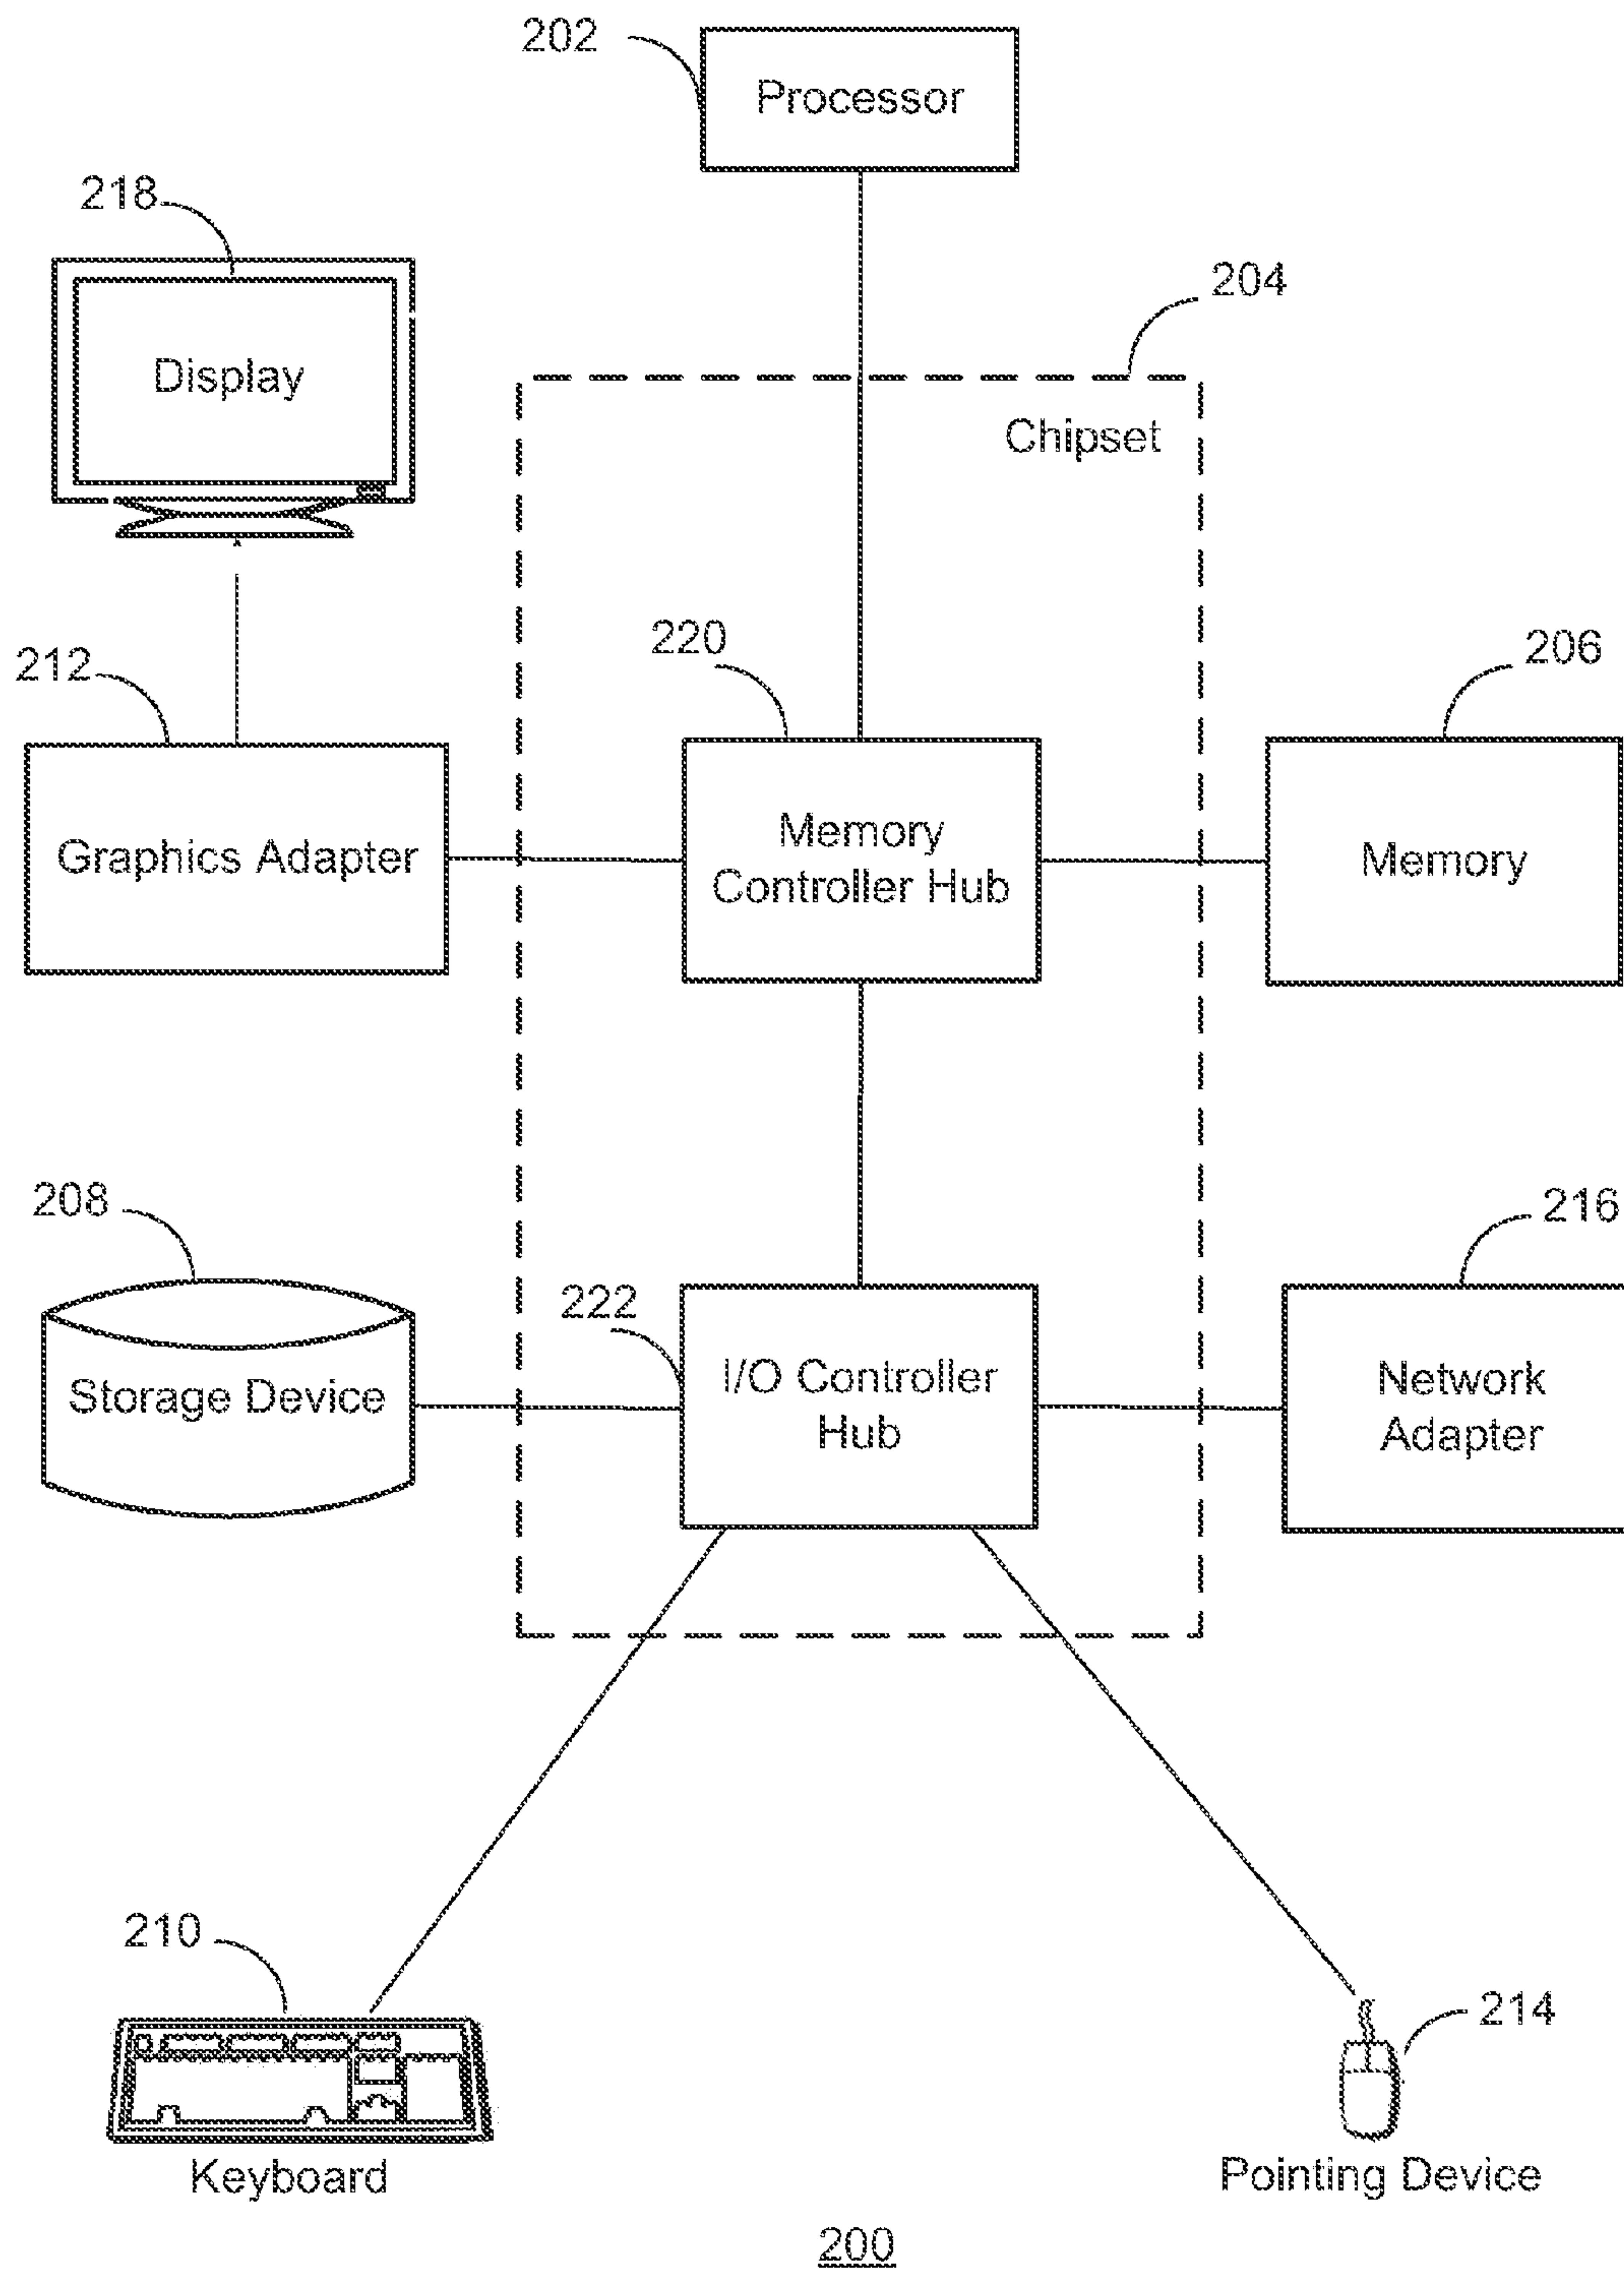 202
Processor
218
204
Display
Chipset
220
206
212
Memory
Controller Hub
Graphics Adapter
Memory
208
216
222
I/O Controller
Hub
Storage Device
Network
Adapter
210
214
Keyboard
Pointing Device
200